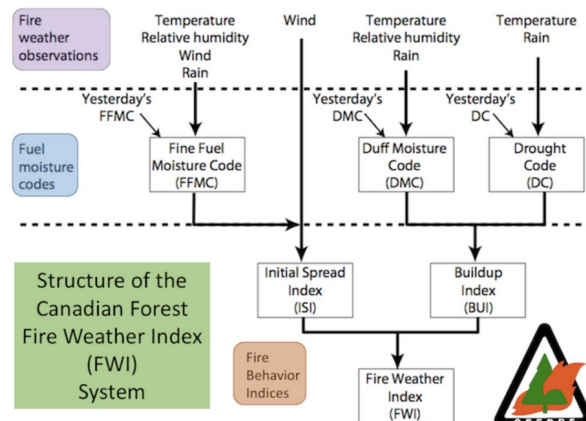 Fire
weather
observations
Temperature
Relative humidity
Wind
Rain
Wind
Temperature
Relative humidity
Rain
Temperature
Rain
Yesterday's
FFMC
Yesterday's
DMC
Yesterday's
DC
Fuel
moisture
codes
Fine Fuel
Moisture Code
(FFMC)
Duff Moisture
Code
(DMC)
Drought
Code
(DC)
Structure of the
Canadian Forest
Fire Weather Index
(FWI)
System
Initial Spread
Index
(ISI)
Buildup
Index
(BUI)
Fire
Behavior
Indices
Fire Weather
Index
(FWI)